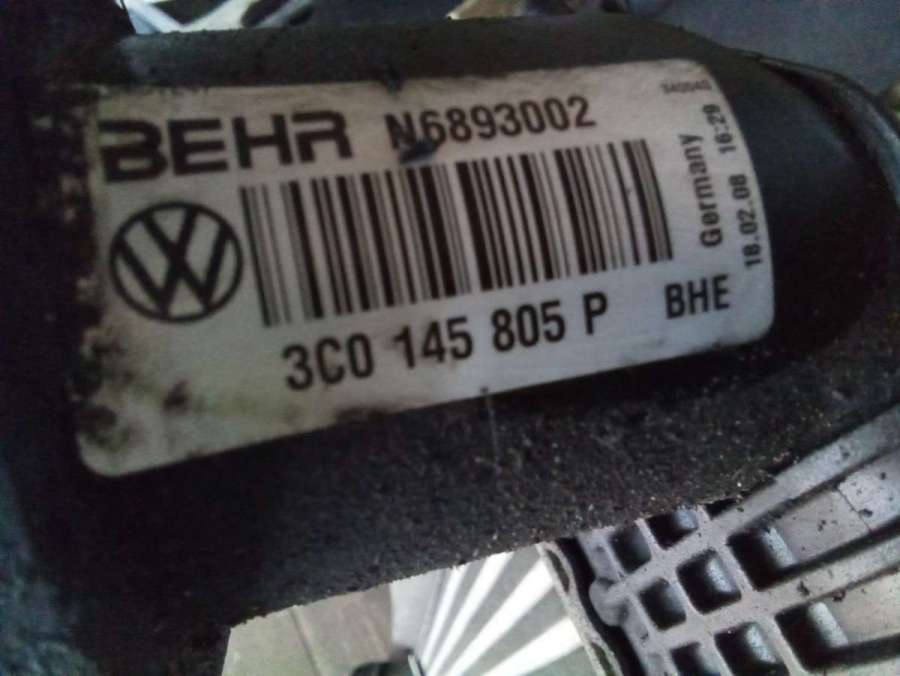 BEHR N6893002
3C0 145 805 P BHE
Germany
18.02.08 16:29